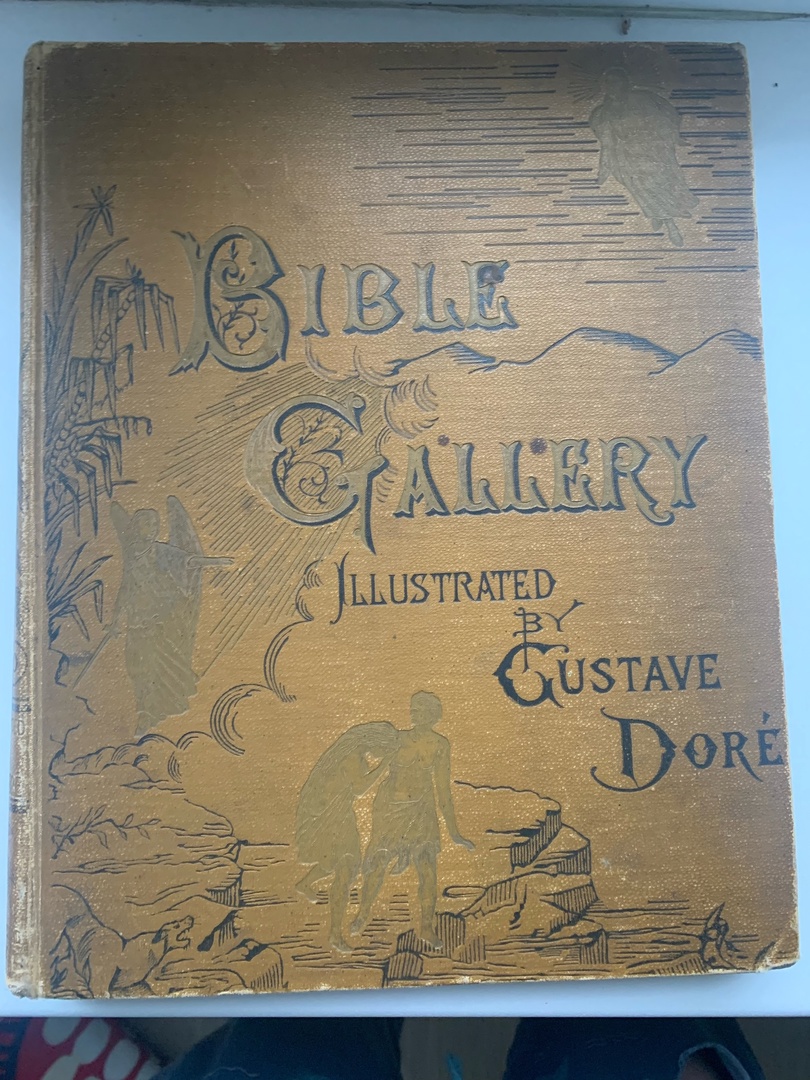 BIBLE
GALLERY
ILLUSTRATED
BY
GUSTAVE
DORÉ